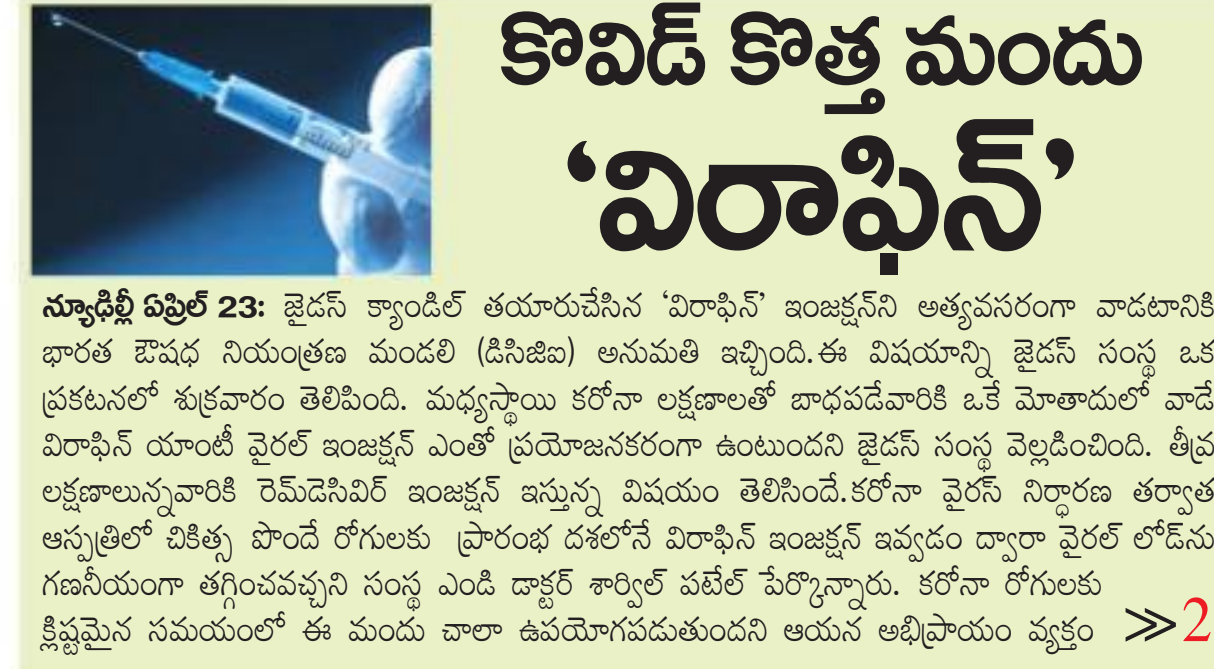 కొవిడ్ కొత్త మందు
‘విరాఫిన్’
న్యూఢిల్లీ ఏప్రిల్ 23: జైడస్ క్యాండిల్ తయారుచేసిన ‘విరాఫిన్’ ఇంజక్షన్‌ని అత్యవసరంగా వాడటానికి
భారత ఔషధ నియంత్రణ మండలి (డిసిజిఐ) అనుమతి ఇచ్చింది.ఈ విషయాన్ని జైడస్ సంస్థ ఒక
ప్రకటనలో శుక్రవారం తెలిపింది. మధ్యస్థాయి కరోనా లక్షణాలతో బాధపడేవారికి ఒకే మోతాదులో వాడే
విరాఫిన్ యాంటీ వైరల్ ఇంజక్షన్ ఎంతో ప్రయోజనకరంగా ఉంటుందని జైడస్ సంస్థ వెల్లడించింది. తీవ్ర
లక్షణాలున్నవారికి రెమ్‌డెసివిర్ ఇంజక్షన్ ఇస్తున్న విషయం తెలిసిందే.కరోనా వైరస్ నిర్ధారణ తర్వాత
ఆస్పత్రిలో చికిత్స పొందే రోగులకు ప్రారంభ దశలోనే విరాఫిన్ ఇంజక్షన్ ఇవ్వడం ద్వారా వైరల్ లోడ్‌ను
గణనీయంగా తగ్గించవచ్చని సంస్థ ఎండి డాక్టర్ శార్విల్ పటేల్ పేర్కొన్నారు. కరోనా రోగులకు
క్లిష్టమైన సమయంలో ఈ మందు చాలా ఉపయోగపడుతుందని ఆయన అభిప్రాయం వ్యక్తం >>2